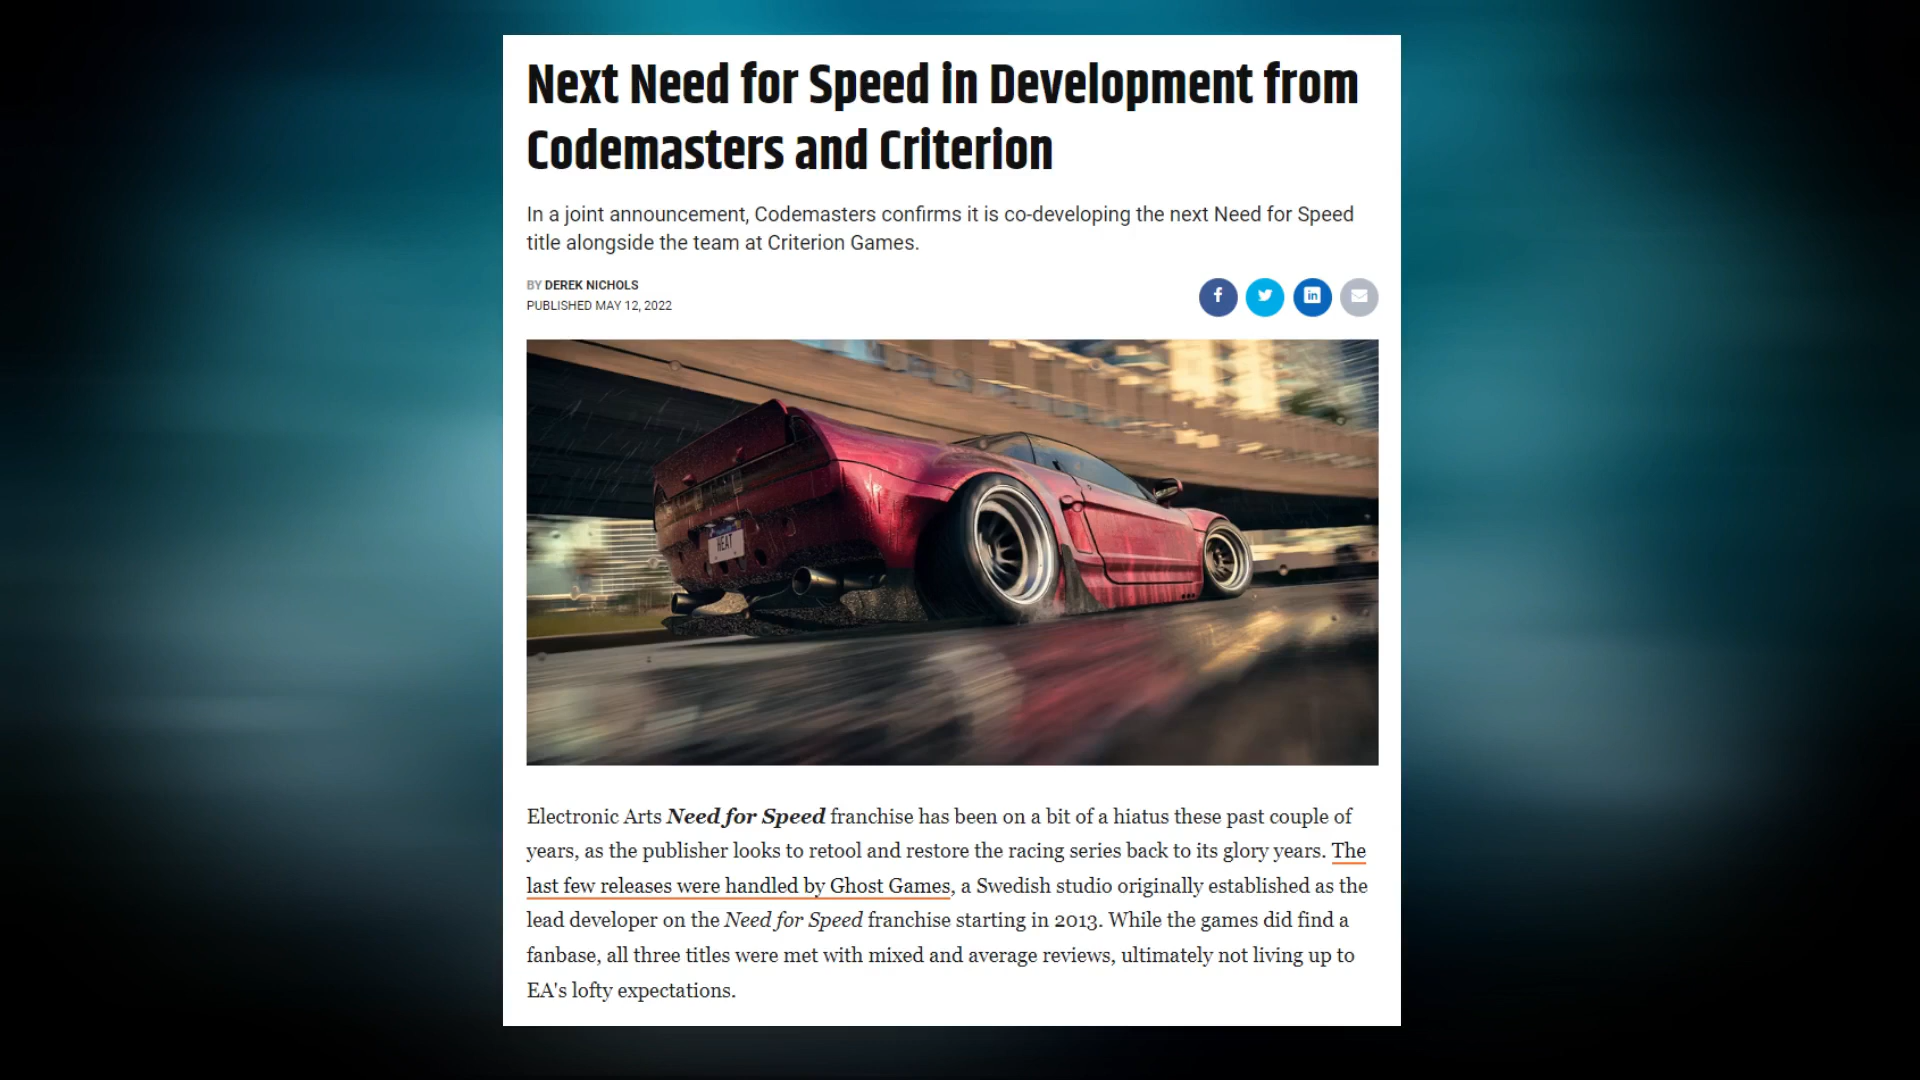 Next Need for Speed in Development from
Codemasters and Criterion
In a joint announcement, Codemasters confirms it is co-developing the next Need for Speed
title alongside the team at Criterion Games.
BY DEREK NICHOLS
PUBLISHED MAY 12, 2022
HEAT
Electronic Arts Need for Speed franchise has been on a bit of a hiatus these past couple of
years, as the publisher looks to retool and restore the racing series back to its glory years. The
last few releases were handled by Ghost Games, a Swedish studio originally established as the
lead developer on the Need for Speed franchise starting in 2013. While the games did find a
fanbase, all three titles were met with mixed and average reviews, ultimately not living up to
EA's lofty expectations.